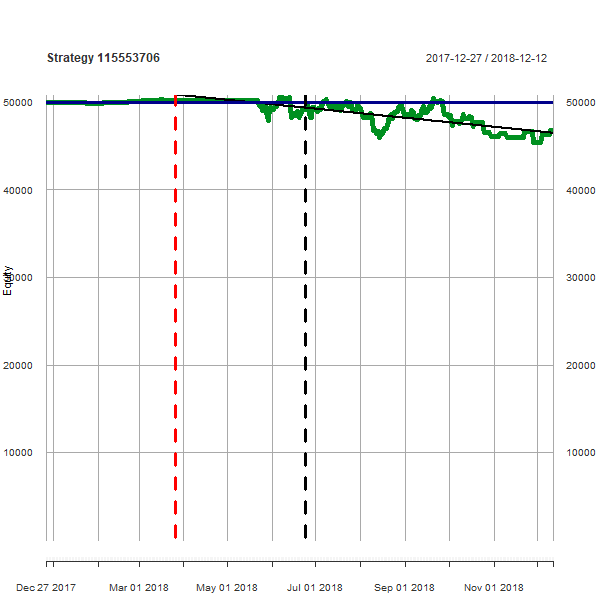 Strategy 115553706 2017-12-27 / 2018-12-12
50000 50000
40000 40000
Equity
30000 30000
20000 20000
10000 10000
Dec 27 2017 Mar 01 2018 May 01 2018 Jul 01 2018 Sep 01 2018 Nov 01 2018